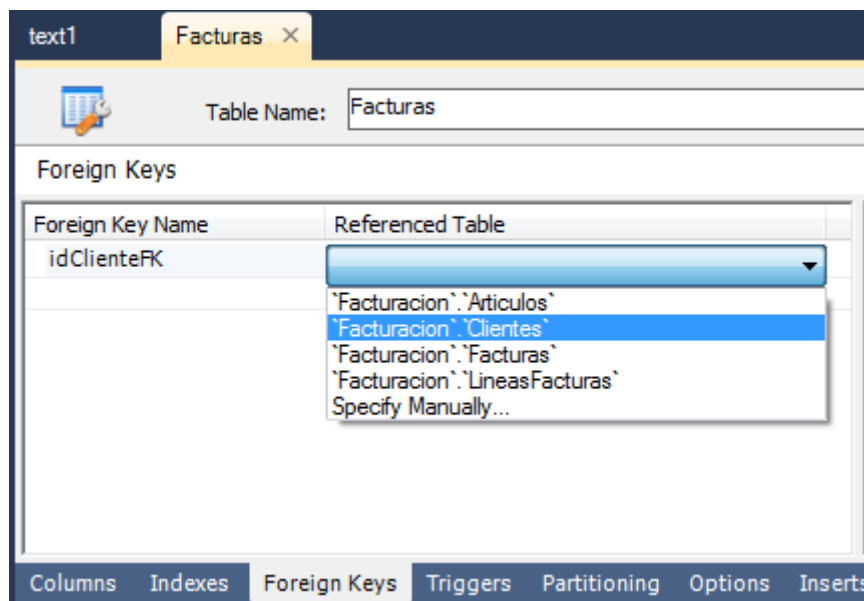 text1 Facturas ×
Table Name: Facturas
Foreign Keys
Foreign Key Name Referenced Table
idClienteFK
`Facturacion`.`Articulos`
`Facturacion`.`Clientes`
`Facturacion`.`Facturas`
`Facturacion`.`LineasFacturas`
Specify Manually...
Columns Indexes Foreign Keys Triggers Partitioning Options Inserts